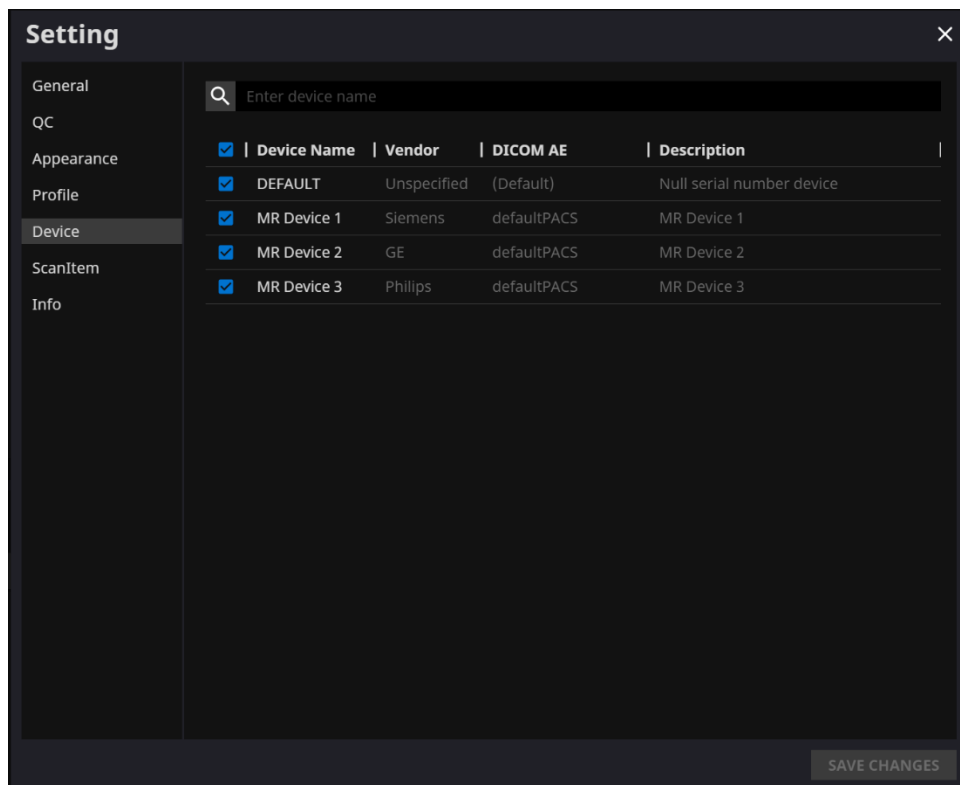 Setting
General
QC
Appearance
Profile
Device
ScanItem
Info
Enter device name
Device Name Vendor DICOM AE Description
DEFAULT Unspecified (Default) Null serial number device
MR Device 1 Siemens defaultPACS MR Device 1
MR Device 2 GE defaultPACS MR Device 2
MR Device 3 Philips defaultPACS MR Device 3
SAVE CHANGES